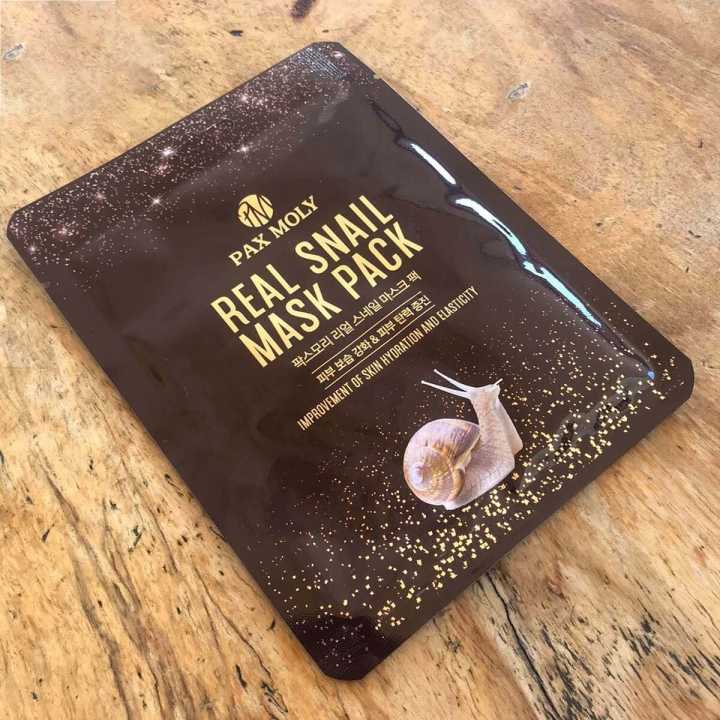 PM
PAX MOLY
REAL SNAIL
MASK PACK
팍스모리 리얼 스네일 마스크 팩
피부 보습 강화 & 피부 탄력 증진
IMPROVEMENT OF SKIN HYDRATION AND ELASTICITY